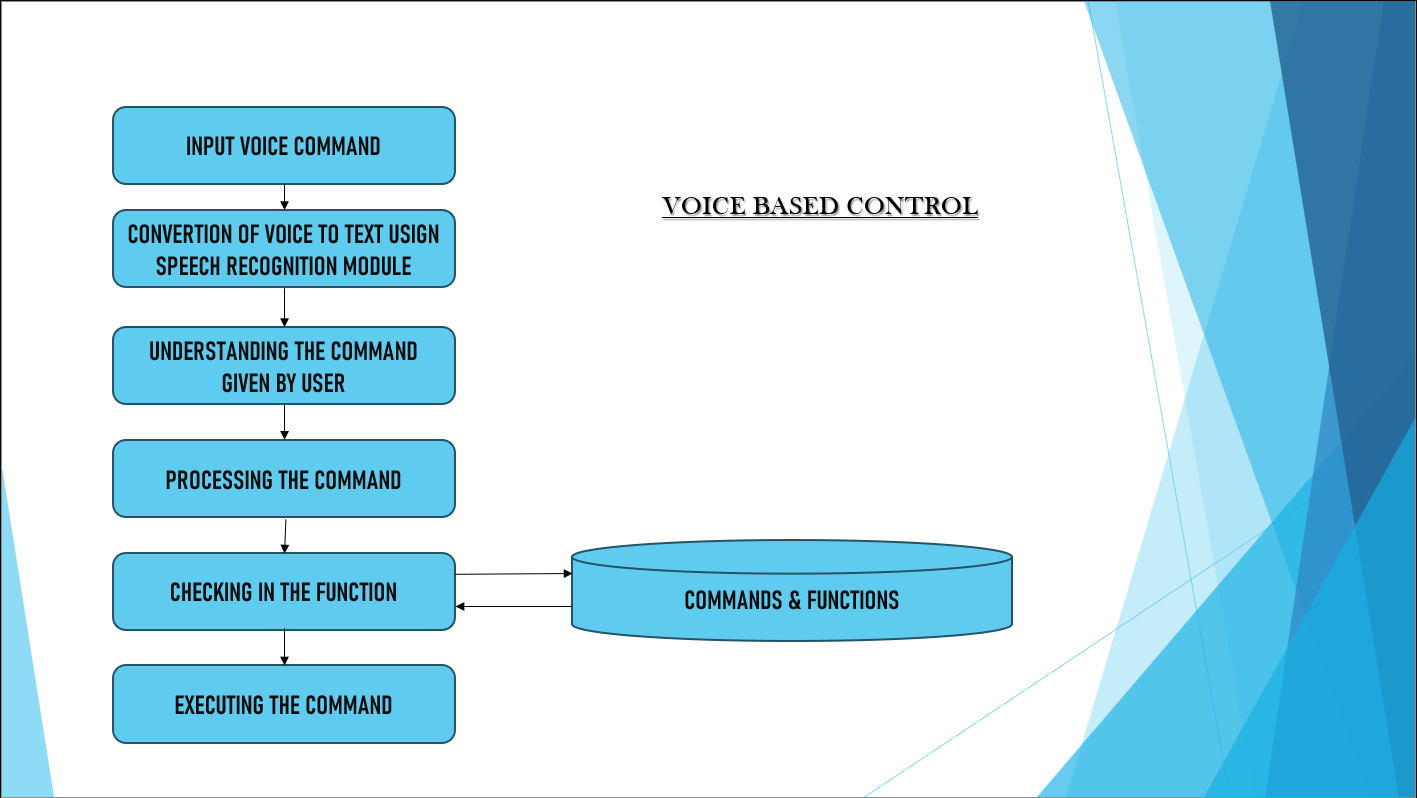 INPUT VOICE COMMAND
VOICE BASED CONTROL
CONVERTION OF VOICE TO TEXT USIGN
SPEECH RECOGNITION MODULE
UNDERSTANDING THE COMMAND
GIVEN BY USER
PROCESSING THE COMMAND
CHECKING IN THE FUNCTION
COMMANDS & FUNCTIONS
EXECUTING THE COMMAND